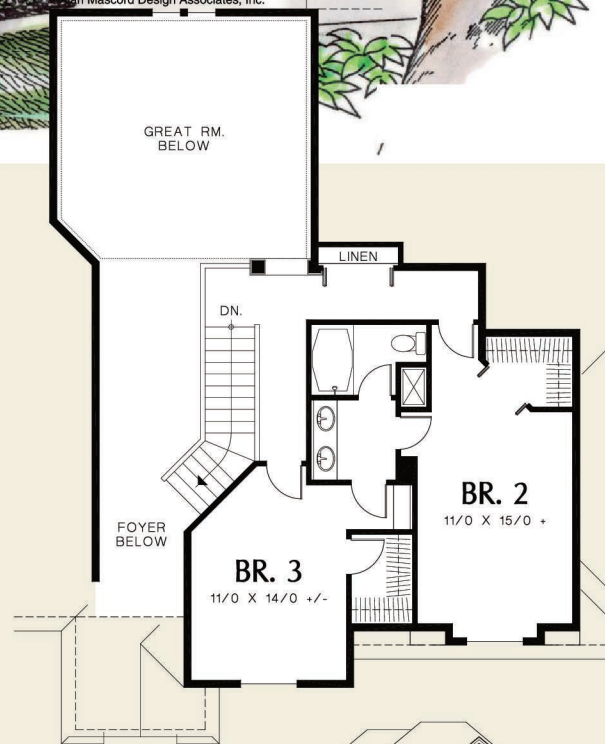 Mascord Design Associates, Inc.
GREAT RM.
BELOW
LINEN
DN.
BR. 2
11/0 X 15/0 +
FOYER
BELOW
BR. 3
11/0 X 14/0 +/-